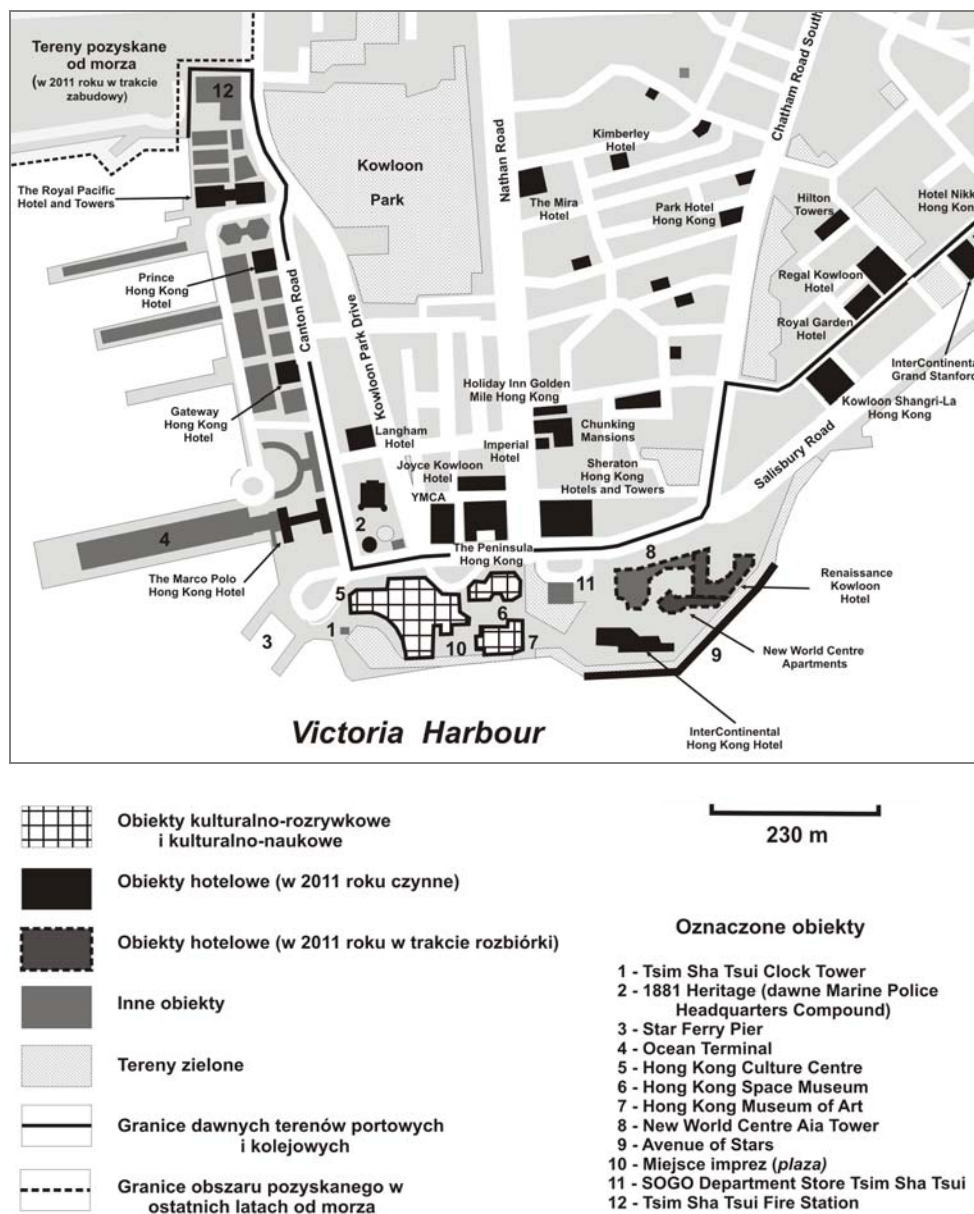 Tereny pozyskane
od morza
(w 2011 roku w trakcie
zabudowy)
12
Kowloon
Park
Nathan Road
Chatham Road South
Kimberley
Hotel
The Mira
Hotel
Park Hotel
Hong Kong
Hilton
Towers
Hong Kong
The Royal Pacific
Hotel and Towers
Prince
Hong Kong
Hotel
Canton Road
Kowloon Park Drive
Regal Kowloon
Hotel
Royal Garden
Hotel
InterContinental
Grand Stanford
Kowloon Shangri-La
Hong Kong
Gateway
Hong Kong
Hotel
Langham
Hotel
Holiday Inn Golden
Mile Hong Kong
Imperial
Hotel
Chunking
Mansions
Joyce Kowloon
Hotel
Sheraton
Hong Kong
Hotels and Towers
Salisbury Road
YMCA
2
4
The Peninsula
Hong Kong
The Marco Polo
Hong Kong Hotel
8
11
Renaissance
Kowloon
Hotel
5
6
1
3
10
7
9
New World Centre
Apartments
Victoria Harbour
InterContinental
Hong Kong Hotel
Obiekty kulturalno-rozrywkowe
i kulturalno-naukowe
Obiekty hotelowe (w 2011 roku czynne)
Obiekty hotelowe (w 2011 roku w trakcie rozbiórki)
Inne obiekty
Tereny zielone
Granice dawnych terenów portowych
i kolejowych
Granice obszaru pozyskanego w
ostatnich latach od morza
230 m
Oznaczone obiekty
1 - Tsim Sha Tsui Clock Tower
2 - 1881 Heritage (dawne Marine Police
Headquarters Compound)
3 - Star Ferry Pier
4 - Ocean Terminal
5 - Hong Kong Culture Centre
6 - Hong Kong Space Museum
7 - Hong Kong Museum of Art
8 - New World Centre Aia Tower
9 - Avenue of Stars
10 - Miejsce imprez (plaza)
11 - SOGO Department Store Tsim Sha Tsui
12 - Tsim Sha Tsui Fire Station